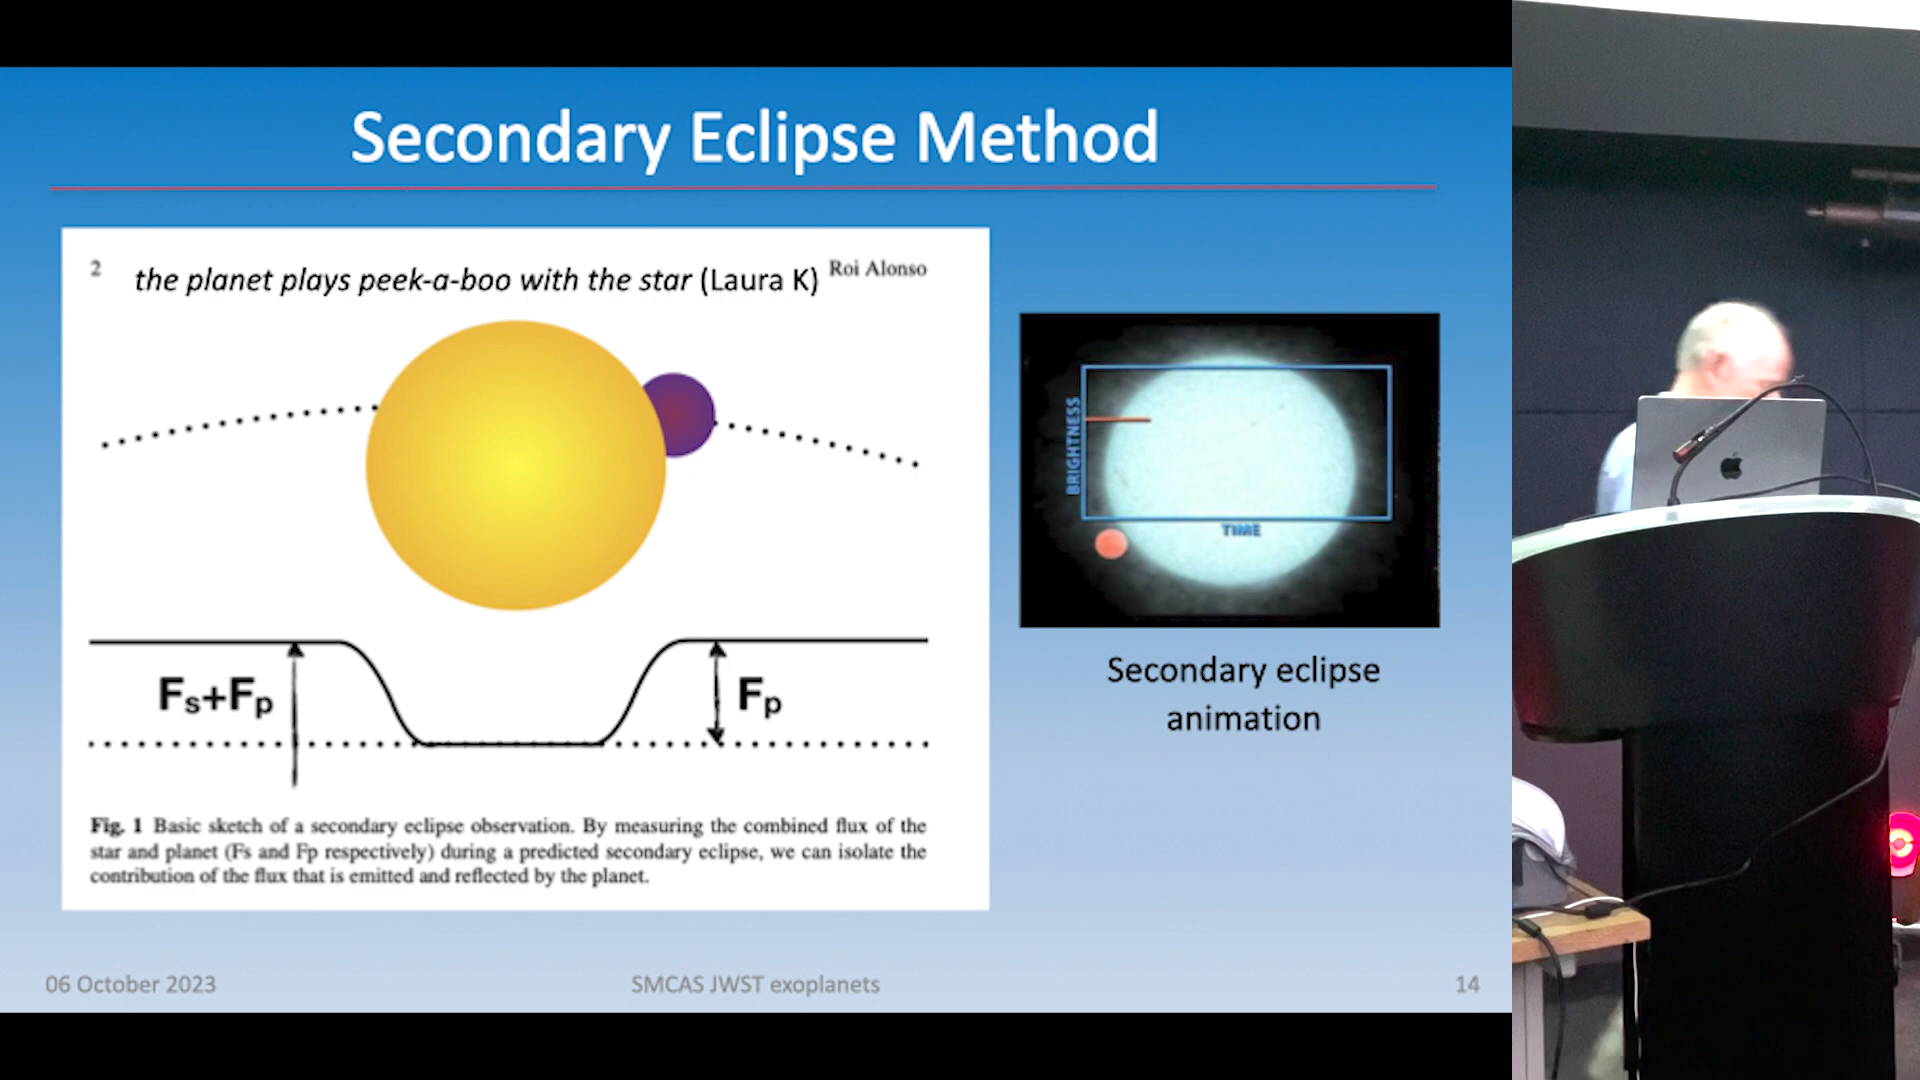 Secondary Eclipse Method
2
the planet plays peek-a-boo with the star (Laura K)
Roi Alonso
Fs+Fp
Fp
Fig. 1 Basic sketch of a secondary eclipse observation. By measuring the combined flux of the
star and planet (Fs and Fp respectively) during a predicted secondary eclipse, we can isolate the
contribution of the flux that is emitted and reflected by the planet.
BRIGHTNESS
TIME
Secondary eclipse
animation
06 October 2023
SMCAS JWST exoplanets
14